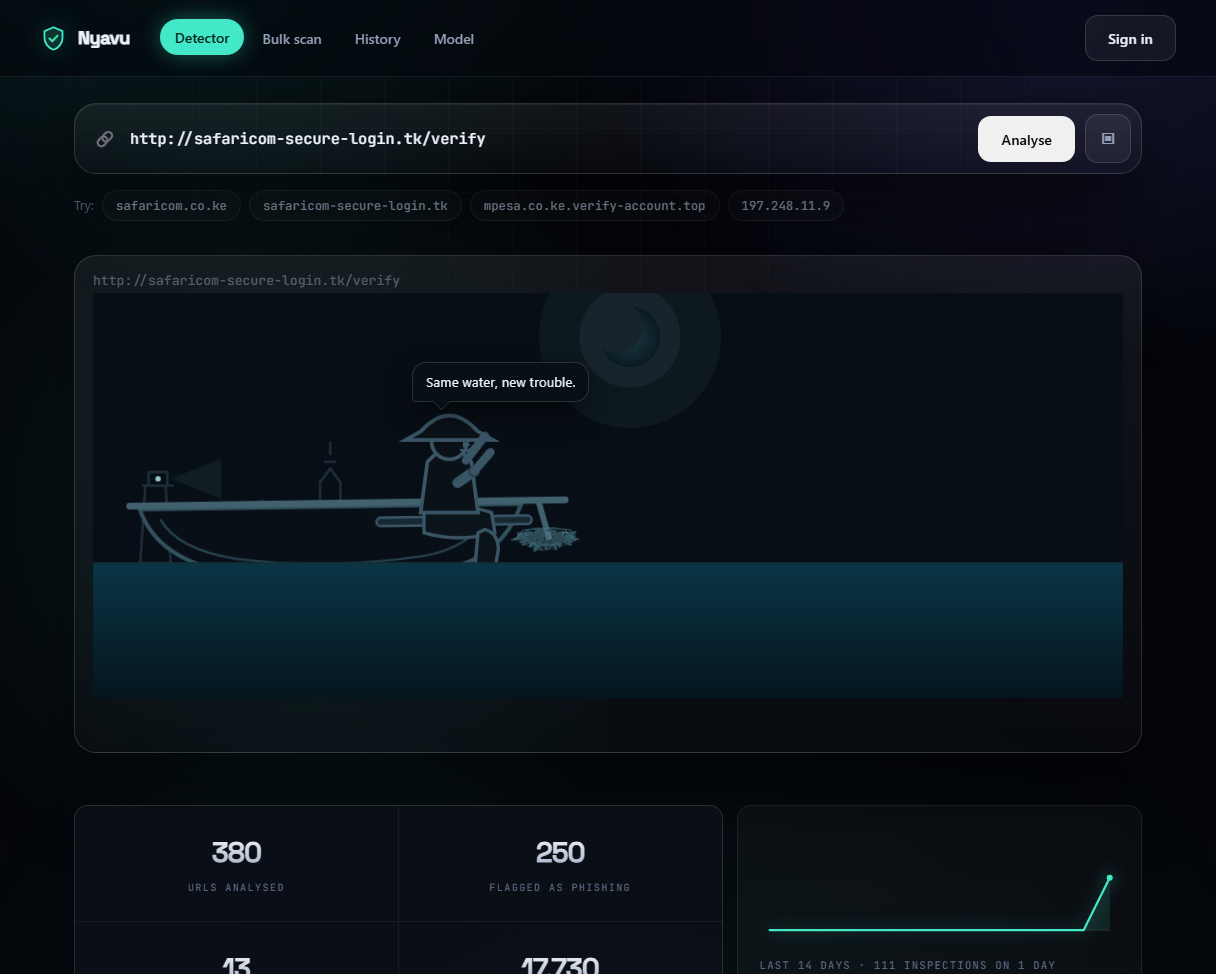 Nyavu
Detector
Bulk scan
History
Model
Sign in
http://safaricom-secure-login.tk/verify
Analyse
Try:
safaricom.co.ke
safaricom-secure-login.tk
mpesa.co.ke.verify-account.top
197.248.11.9
http://safaricom-secure-login.tk/verify
Same water, new trouble.
380
URLS ANALYSED
250
FLAGGED AS PHISHING
13
17,730
LAST 14 DAYS · 111 INSPECTIONS ON 1 DAY